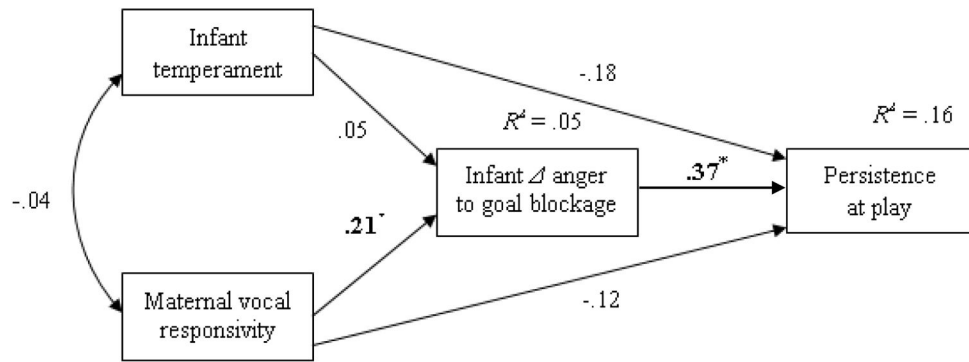 Infant
temperament
-.18
R² = .16
.05
R² = .05
Infant Δ anger
to goal blockage
.37*
Persistence
at play
-.04
.21*
Maternal vocal
responsivity
-.12